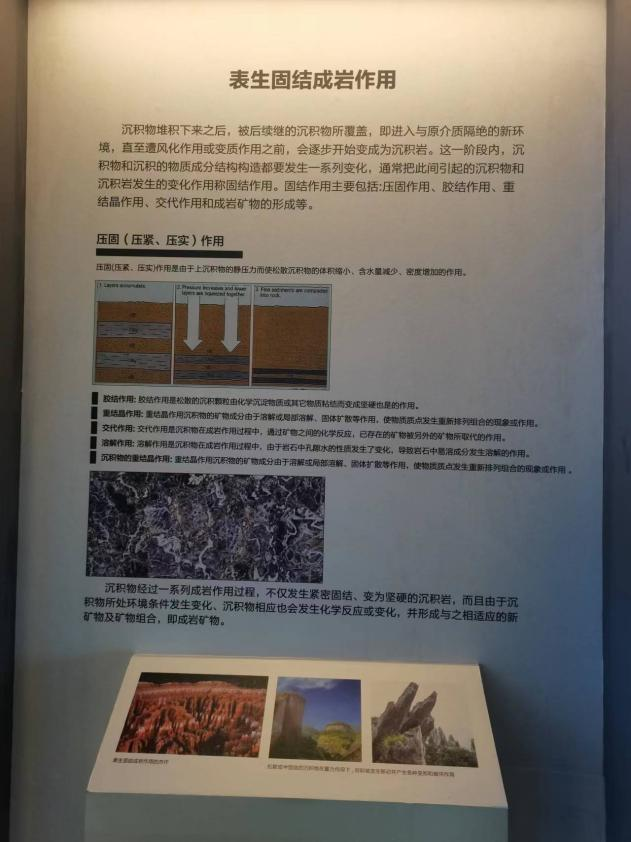 表生固结成岩作用
沉积物堆积下来之后，被后续继的沉积物所覆盖，即进入与原介质隔绝的新环
境，直至遭风化作用或变质作用之前，会逐步开始变成为沉积岩。这一阶段内，沉
积物和沉积的物质成分结构构造都要发生一系列变化，通常把此间引起的沉积物和
沉积岩发生的变化作用称固结作用。固结作用主要包括:压固作用、胶结作用、重
结晶作用、交代作用和成岩矿物的形成等。
压固（压紧、压实）作用
压固(压紧、压实)作用是由于上沉积物的静压力而使松散沉积物的体积缩小、含水量减少、密度增加的作用。
1. Layers accumulate.
2. Pressure increases and lower
layers are squeezed together.
3. Fine sediments are compacted
into rock.
胶结作用: 胶结作用是松散的沉积颗粒由化学沉淀物质或其它物质粘结而变成坚硬也是的作用。
重结晶作用: 重结晶作用沉积物的矿物成分由于溶解或局部溶解、固体扩散等作用，使物质质点发生重新排列组合的现象或作用。
交代作用: 交代作用是沉积物在成岩作用过程中，通过矿物之间的化学反应，已存在的矿物被另外的矿物所取代的作用。
溶解作用: 溶解作用是沉积物在成岩作用过程中，由于岩石中孔隙水的性质发生了变化，导致岩石中易溶成分发生溶解的作用。
沉积物的重结晶作用: 重结晶作用沉积物的矿物成分由于溶解或局部溶解、固体扩散等作用，使物质质点发生重新排列组合的现象或作用 。
沉积物经过一系列成岩作用过程，不仅发生紧密固结、变为坚硬的沉积岩，而且由于沉
积物所处环境条件发生变化、沉积物相应也会发生化学反应或变化，并形成与之相适应的新
矿物及矿物组合，即成岩矿物。
表生固结成岩作用的杰作